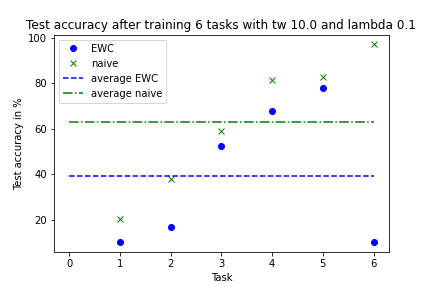 Test accuracy after training 6 tasks with tw 10.0 and lambda 0.1
100
80
60
40
20
Test accuracy in %
EWC
naive
average EWC
average naive
0 1 2 3 4 5 6
Task